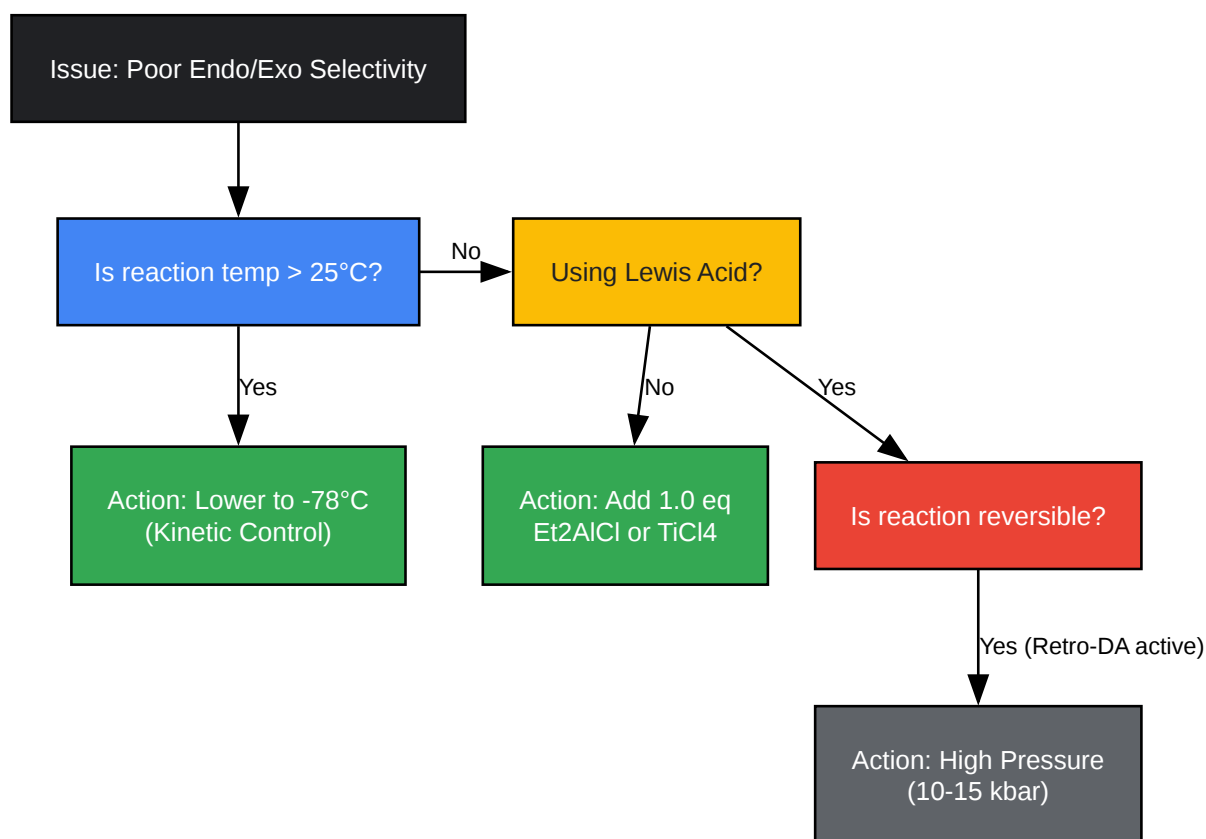 Issue: Poor Endo/Exo Selectivity
Is reaction temp > 25°C?
No
Using Lewis Acid?
Yes
No
Yes
Action: Lower to -78°C
(Kinetic Control)
Action: Add 1.0 eq
Et2AlCl or TiCl4
Is reaction reversible?
Yes (Retro-DA active)
Action: High Pressure
(10-15 kbar)